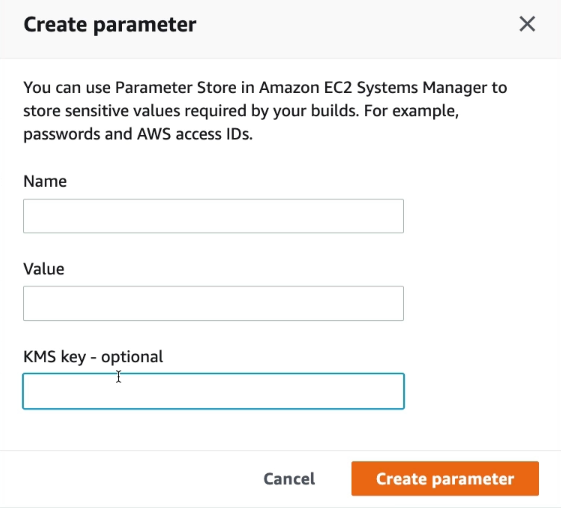 Create parameter
You can use Parameter Store in Amazon EC2 Systems Manager to
store sensitive values required by your builds. For example,
passwords and AWS access IDs.
Name
Value
KMS key - optional
Cancel
Create parameter